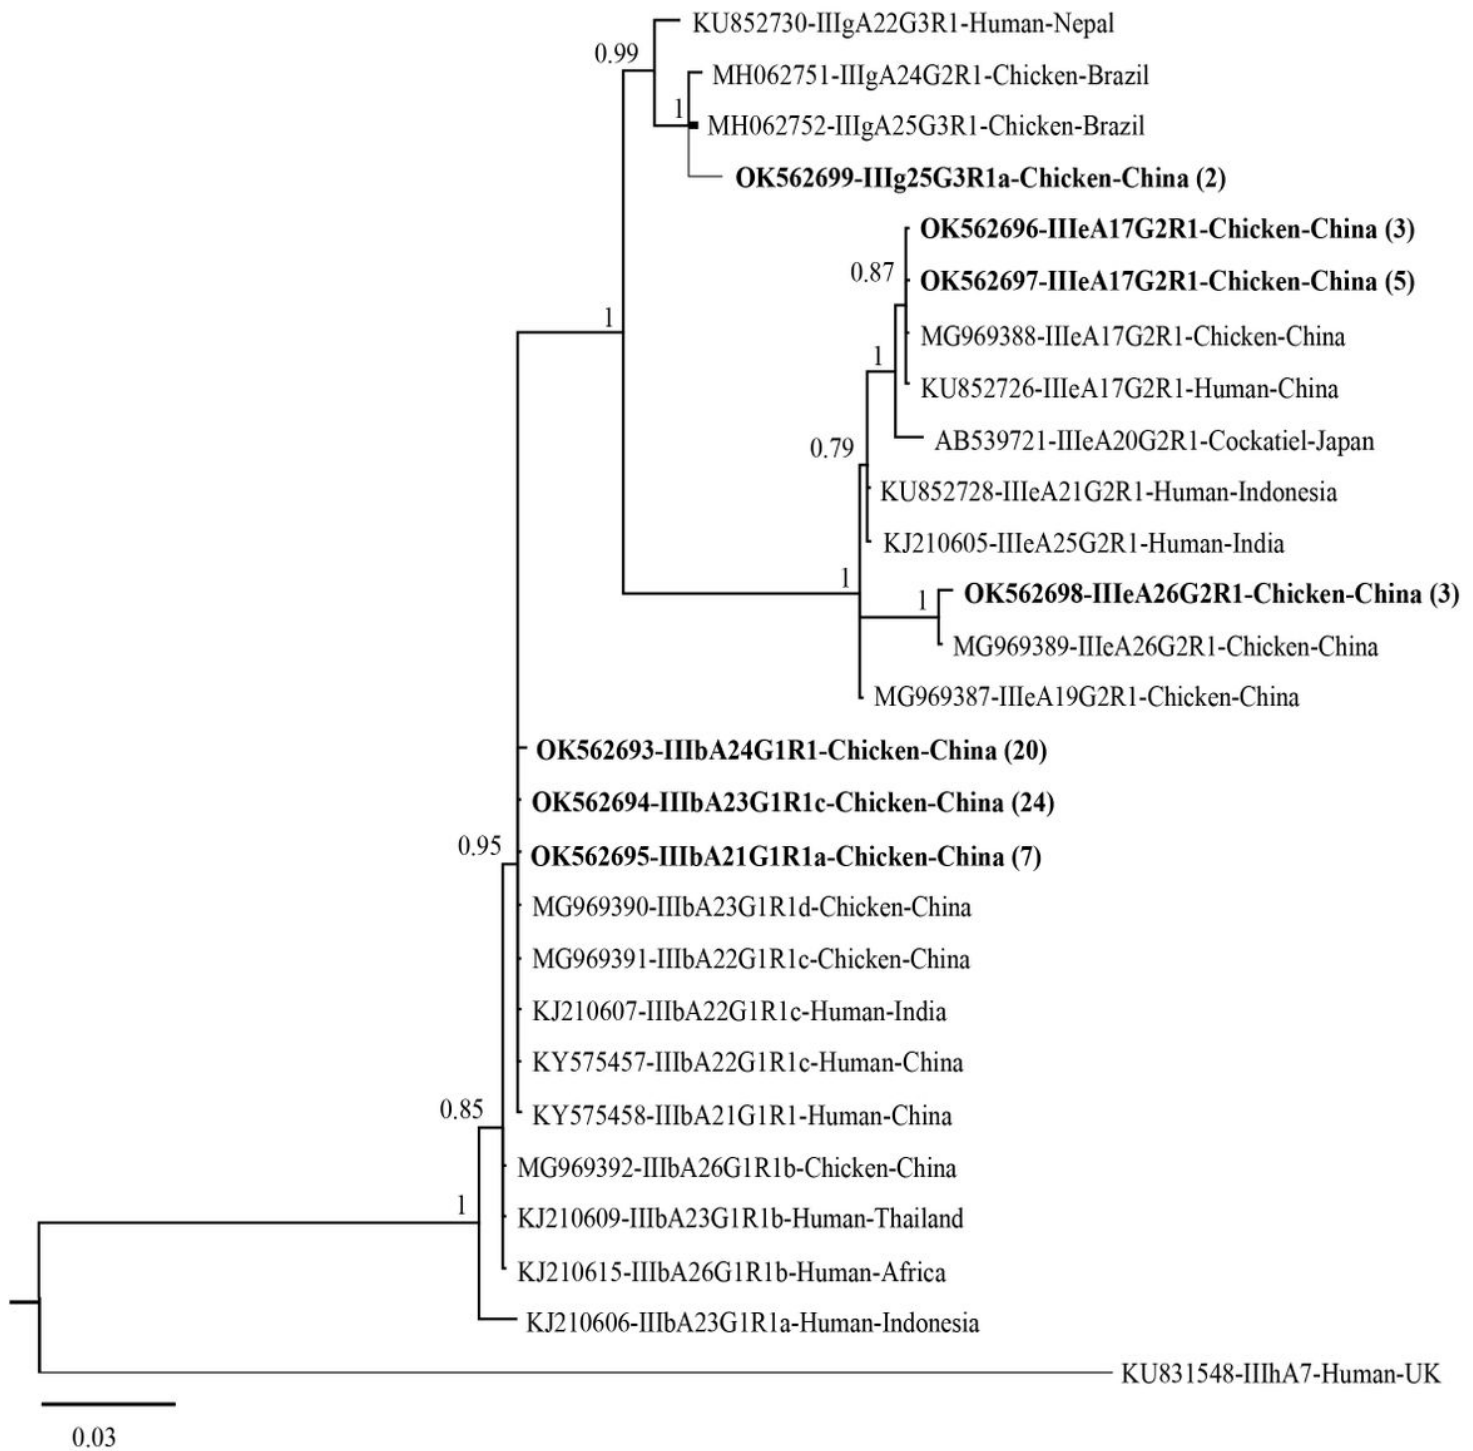 KU852730-IIIgA22G3R1-Human-Nepal
0.99
MH062751-IIIgA24G2R1-Chicken-Brazil
1
MH062752-IIIgA25G3R1-Chicken-Brazil
OK562699-IIIg25G3R1a-Chicken-China (2)
OK562696-IIIeA17G2R1-Chicken-China (3)
0.87
OK562697-IIIeA17G2R1-Chicken-China (5)
1
MG969388-IIIeA17G2R1-Chicken-China
1
KU852726-IIIeA17G2R1-Human-China
AB539721-IIIeA20G2R1-Cockatiel-Japan
0.79
KU852728-IIIeA21G2R1-Human-Indonesia
KJ210605-IIIeA25G2R1-Human-India
1
OK562698-IIIeA26G2R1-Chicken-China (3)
1
MG969389-IIIeA26G2R1-Chicken-China
MG969387-IIIeA19G2R1-Chicken-China
OK562693-IIIbA24G1R1-Chicken-China (20)
OK562694-IIIbA23G1R1c-Chicken-China (24)
0.95
OK562695-IIIbA21G1R1a-Chicken-China (7)
MG969390-IIIbA23G1R1d-Chicken-China
MG969391-IIIbA22G1R1c-Chicken-China
KJ210607-IIIbA22G1R1c-Human-India
KY575457-IIIbA22G1R1c-Human-China
0.85
KY575458-IIIbA21G1R1-Human-China
MG969392-IIIbA26G1R1b-Chicken-China
1
KJ210609-IIIbA23G1R1b-Human-Thailand
KJ210615-IIIbA26G1R1b-Human-Africa
KJ210606-IIIbA23G1R1a-Human-Indonesia
KU831548-IIIhA7-Human-UK
0.03